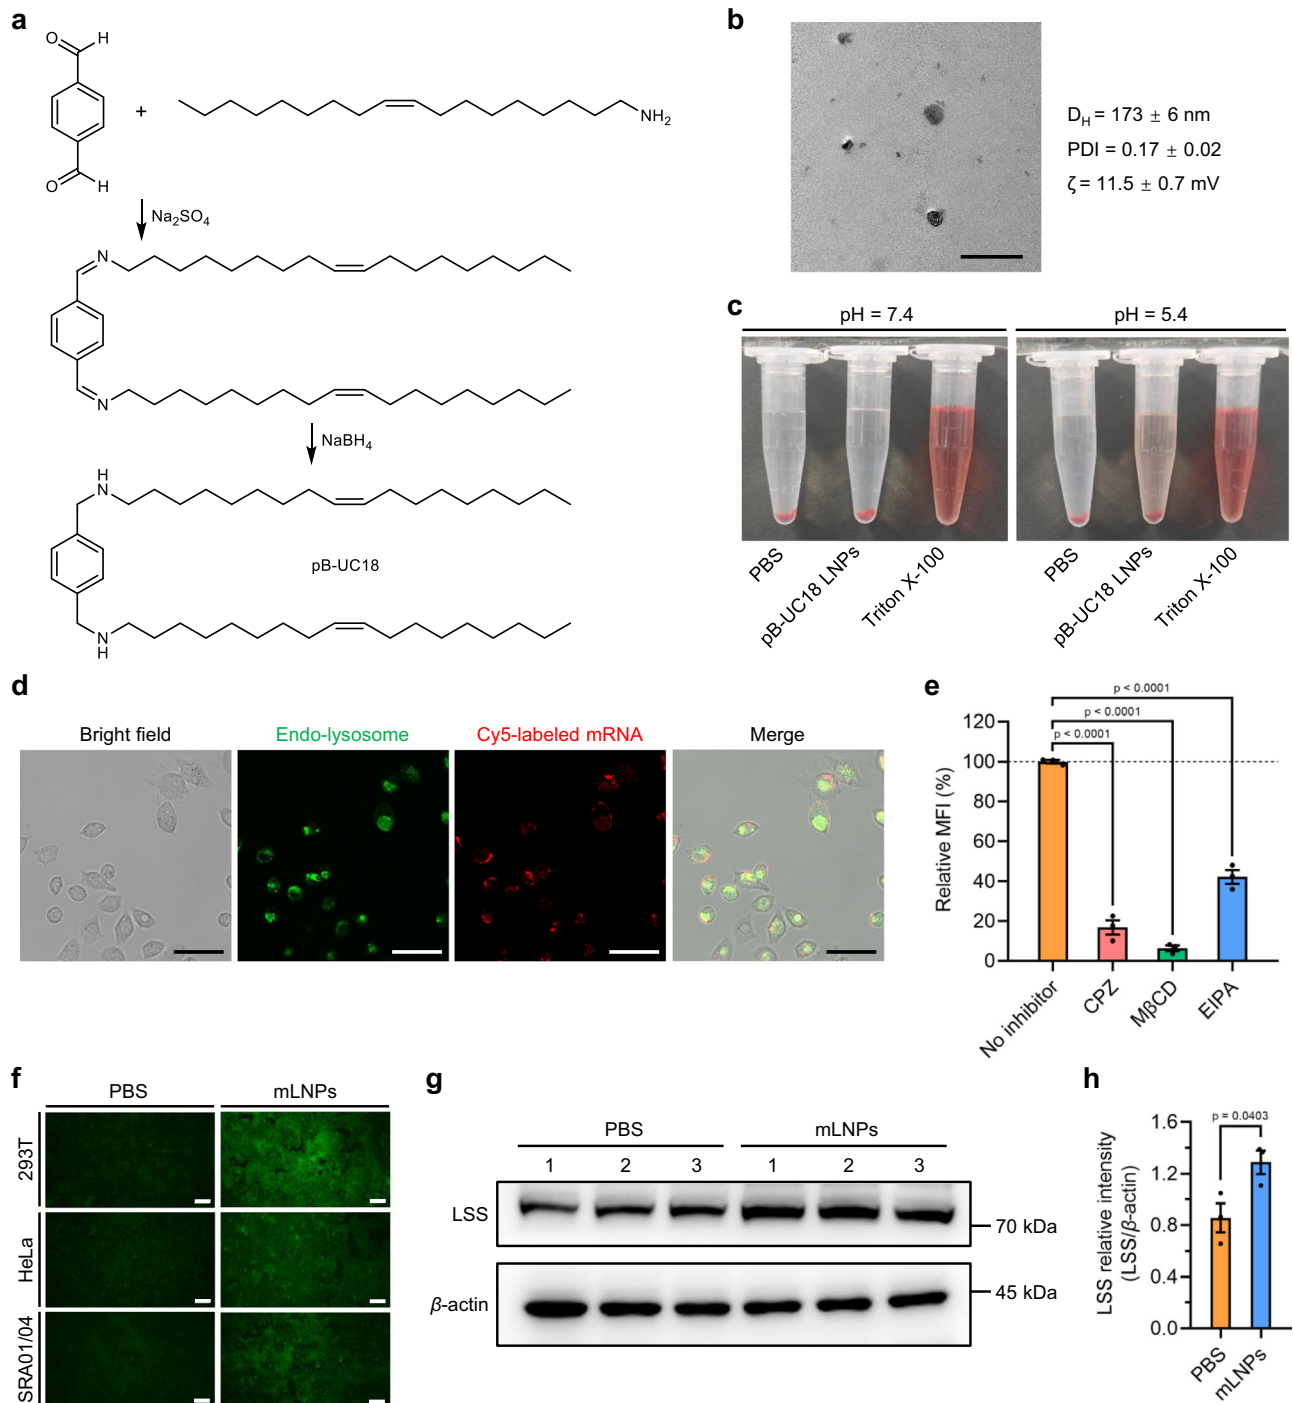 a
O
H
O
H
+
NH2
Na2SO4
N
N
NaBH4
H
N
pB-UC18
N
H
b
DH = 173 ± 6 nm
PDI = 0.17 ± 0.02
ζ = 11.5 ± 0.7 mV
c
pH = 7.4
pH = 5.4
PBS
pB-UC18 LNPs
Triton X-100
PBS
pB-UC18 LNPs
Triton X-100
d
Bright field
Endo-lysosome
Cy5-labeled mRNA
Merge
e
p < 0.0001
p < 0.0001
p < 0.0001
Relative MFI (%)
120
100
80
60
40
20
0
No inhibitor
CPZ
MβCD
EIPA
f
PBS
mLNPs
293T
HeLa
SRA01/04
g
PBS
mLNPs
1 2 3 1 2 3
LSS
70 kDa
β-actin
45 kDa
h
p = 0.0403
LSS relative intensity
(LSS/β-actin)
1.6
1.2
0.8
0.4
0.0
PBS
mLNPs